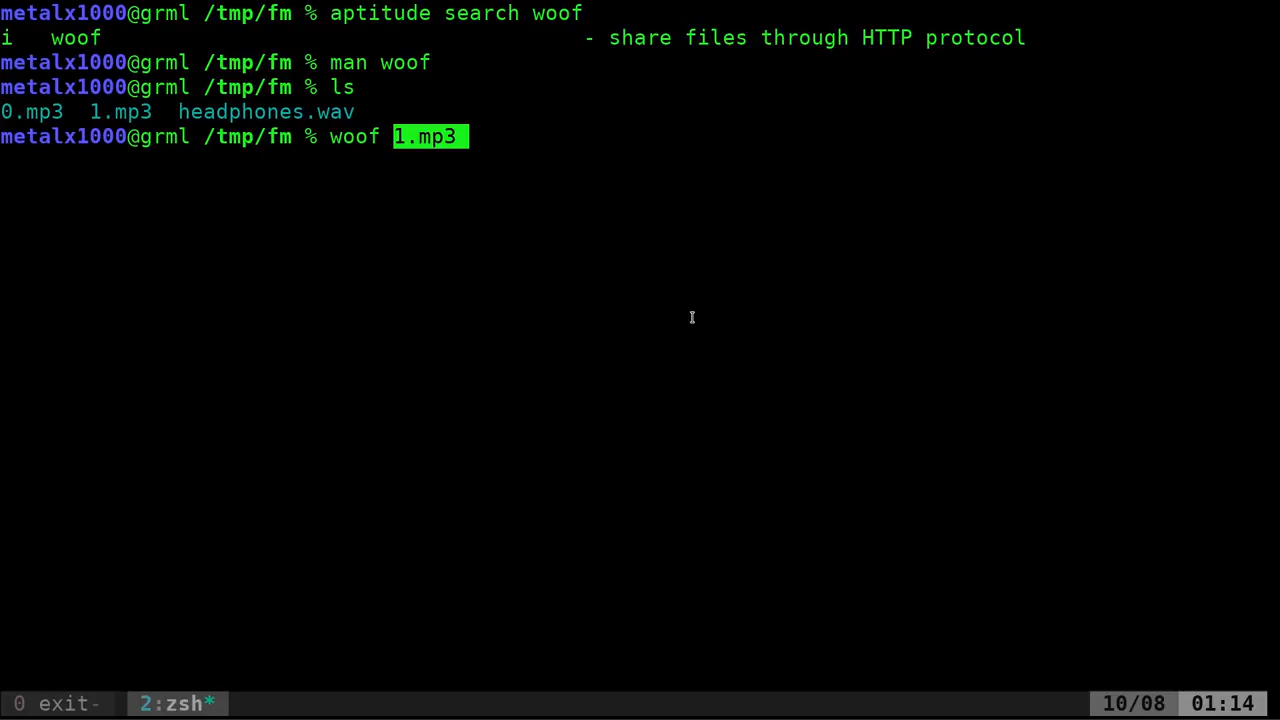 metalx1000@grml /tmp/fm % aptitude search woof
i   woof                                      - share files through HTTP protocol
metalx1000@grml /tmp/fm % man woof
metalx1000@grml /tmp/fm % ls
0.mp3  1.mp3  headphones.wav
metalx1000@grml /tmp/fm % woof 1.mp3
0 exit-  2:zsh*  10/08  01:14